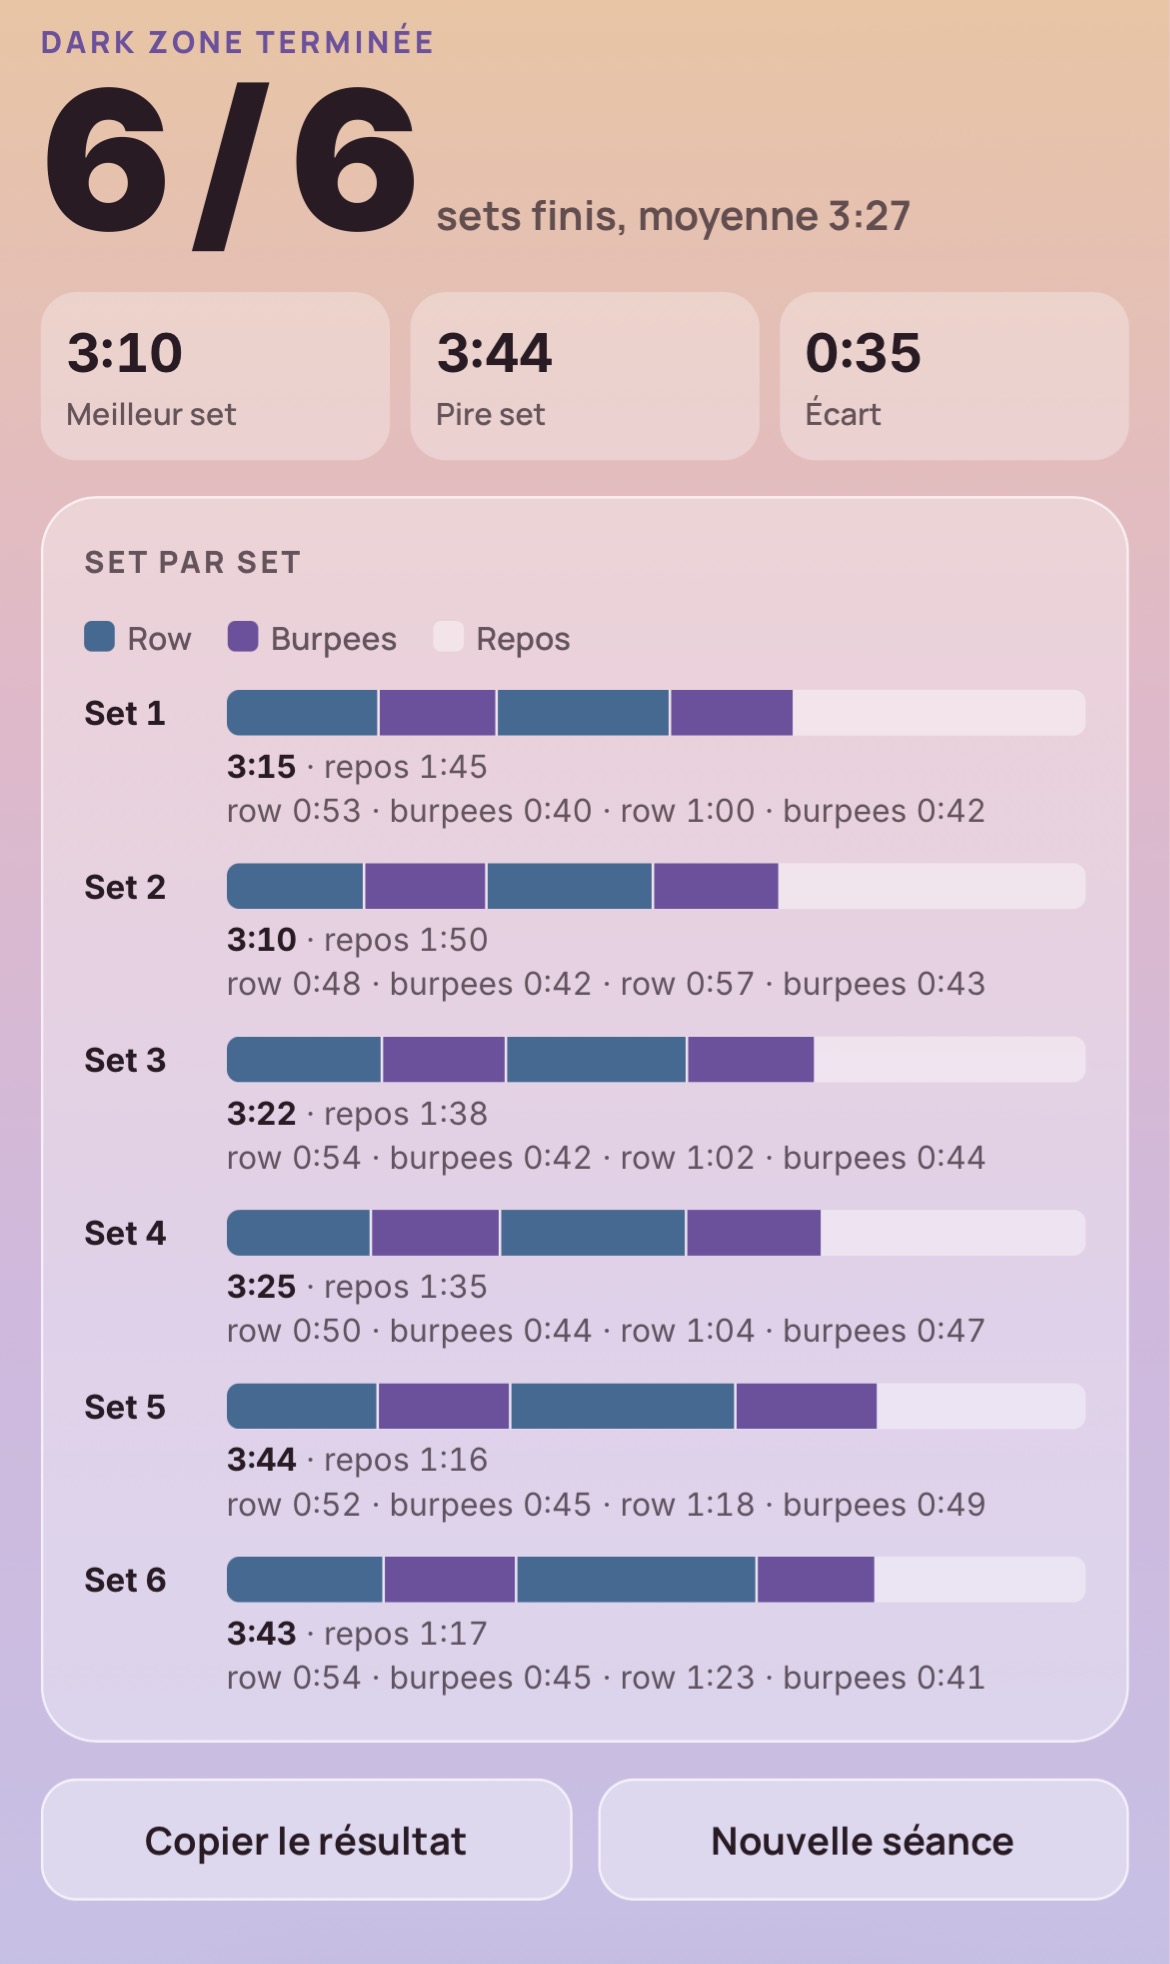 DARK ZONE TERMINÉE
6/6 sets finis, moyenne 3:27
3:10
Meilleur set
3:44
Pire set
0:35
Écart
SET PAR SET
Row Burpees Repos
Set 1
3:15 · repos 1:45
row 0:53 · burpees 0:40 · row 1:00 · burpees 0:42
Set 2
3:10 · repos 1:50
row 0:48 · burpees 0:42 · row 0:57 · burpees 0:43
Set 3
3:22 · repos 1:38
row 0:54 · burpees 0:42 · row 1:02 · burpees 0:44
Set 4
3:25 · repos 1:35
row 0:50 · burpees 0:44 · row 1:04 · burpees 0:47
Set 5
3:44 · repos 1:16
row 0:52 · burpees 0:45 · row 1:18 · burpees 0:49
Set 6
3:43 · repos 1:17
row 0:54 · burpees 0:45 · row 1:23 · burpees 0:41
Copier le résultat
Nouvelle séance